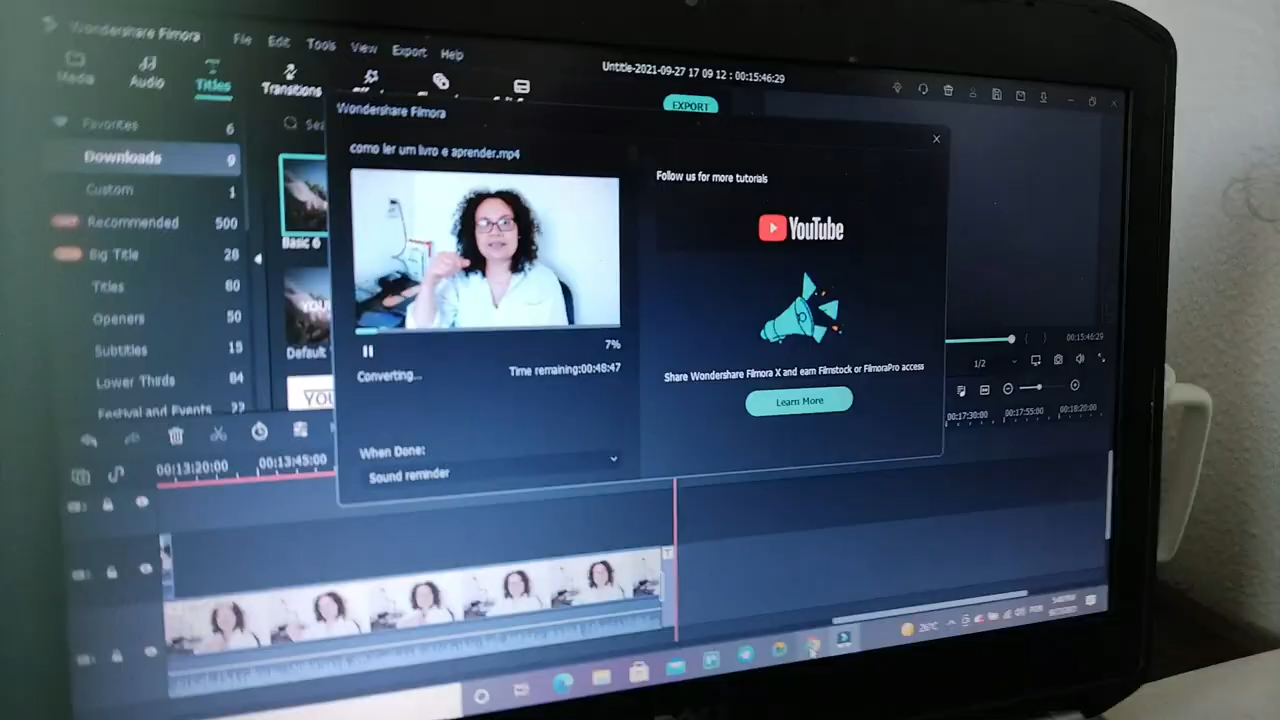 Wondershare Filmora
File Edit Tools View Export Help
Untitle-2021-09-27 17 09 12 : 00:15:46:29
Media Audio Titles Transitions
EXPORT
Favorites 6
Downloads 9
Custom 1
Recommended 500
Big Title 28
Titles 60
Openers 50
Subtitles 19
Lower Thirds 84
Festival and Events
Basic 6
Default
YOU
Wondershare Filmora
como ler um livro e aprender.mp4
7%
Converting...
Time remaining:00:48:47
When Done:
Sound reminder
Follow us for more tutorials
YouTube
Share Wondershare Filmora X and earn Filmstock or FilmoraPro access
Learn More
00:15:46:29
1/2
00:13:20:00 00:13:45:00
00:17:30:00 00:17:55:00 00:18:20:00
26°C